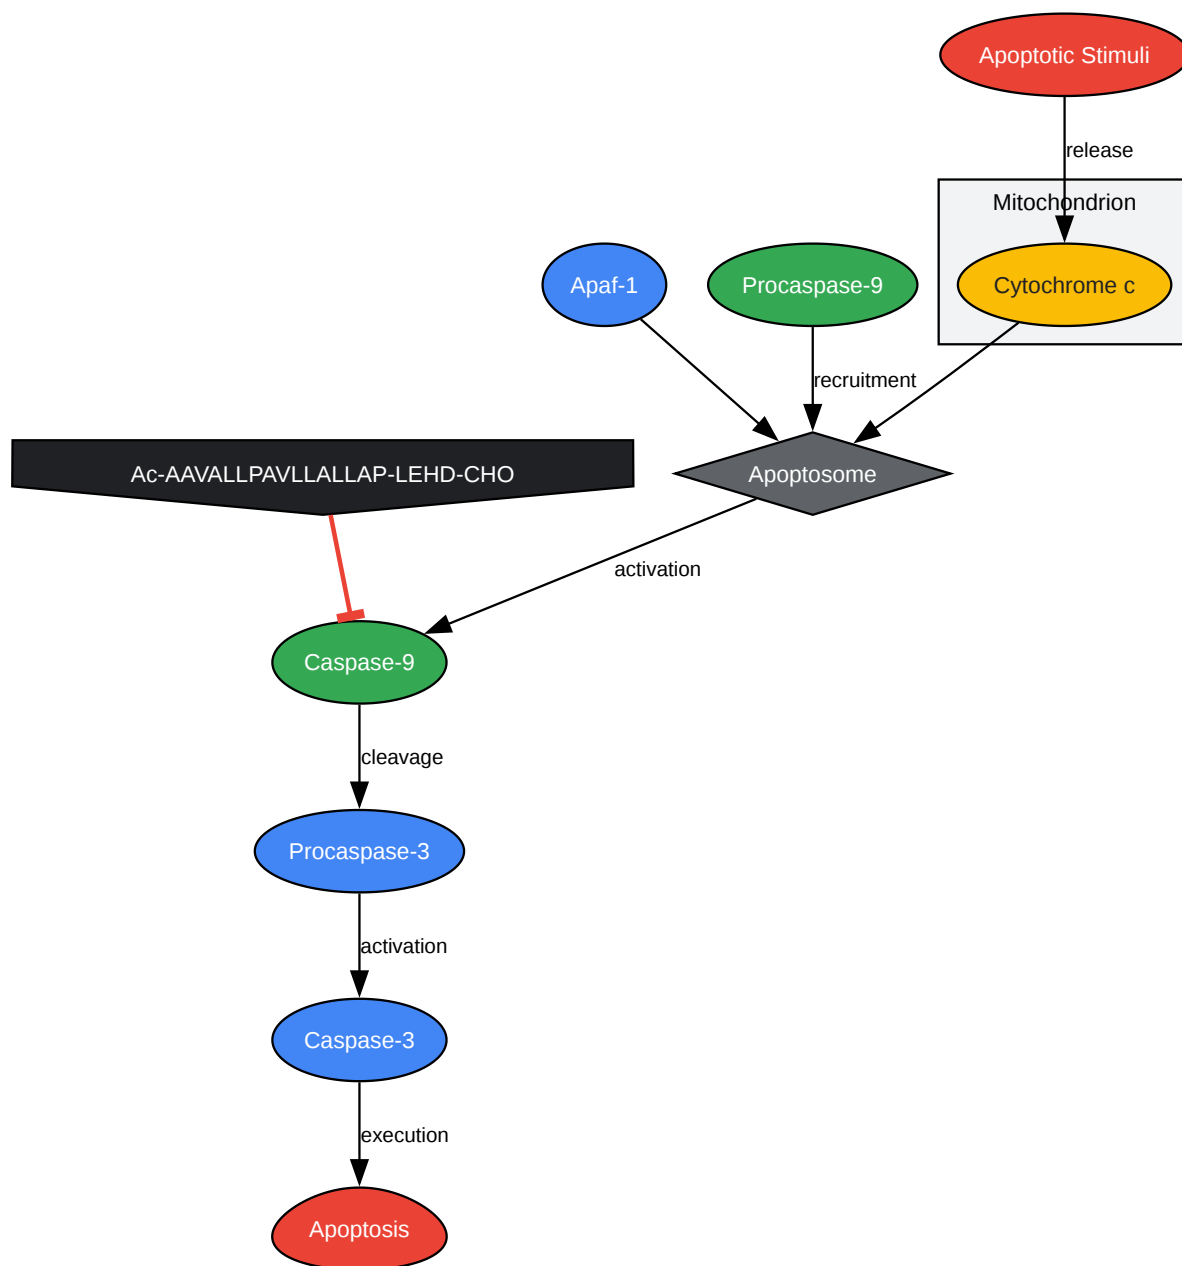 Apoptotic Stimuli
release
Mitochondrion
Apaf-1
Procaspase-9
Cytochrome c
recruitment
Ac-AAVALLPAVLLALLAP-LEHD-CHO
Apoptosome
activation
Caspase-9
cleavage
Procaspase-3
activation
Caspase-3
execution
Apoptosis